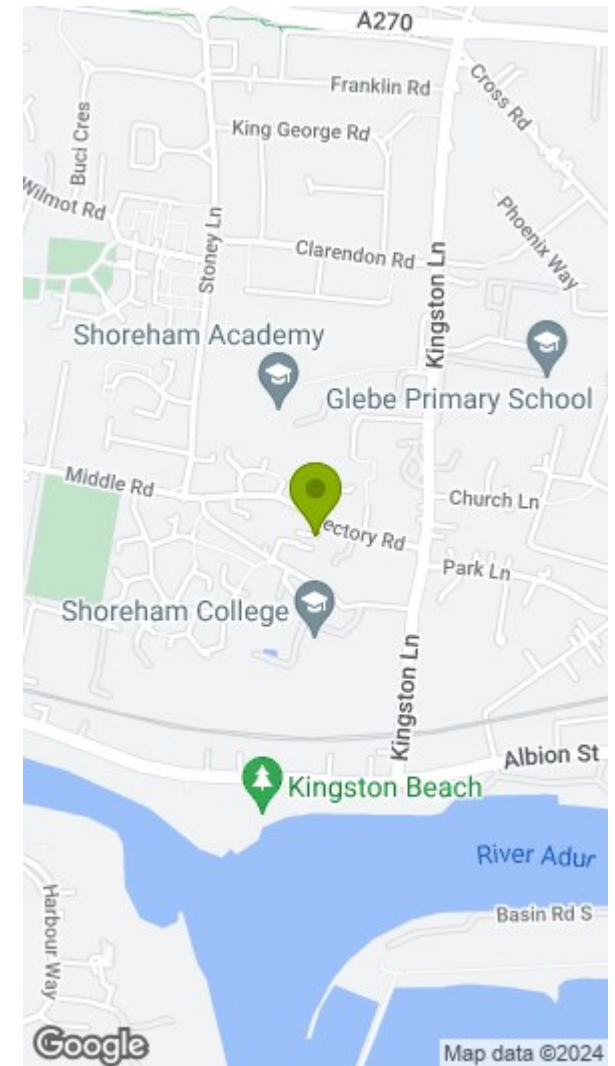 A270
Franklin Rd
Cross Rd
Buci Cres
King George Rd
Wilmot Rd
Stoney Ln
Phoenix Way
Clarendon Rd
Kingston Ln
Shoreham Academy
Glebe Primary School
Middle Rd
Church Ln
ectory Rd
Park Ln
Shoreham College
Kingston Ln
Albion St
Kingston Beach
River Adur
Harbour Way
Basin Rd S
Google
Map data ©2024